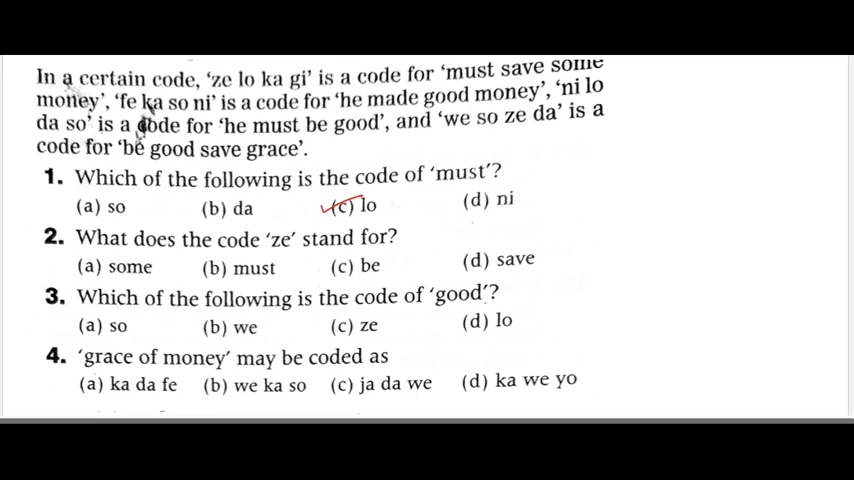 In a certain code, 'ze lo ka gi' is a code for 'must save some
money', 'fe ka so ni' is a code for 'he made good money', 'ni lo
da so' is a code for 'he must be good', and 'we so ze da' is a
code for 'be good save grace'.
1. Which of the following is the code of 'must'?
(a) so (b) da (c) lo (d) ni
2. What does the code 'ze' stand for?
(a) some (b) must (c) be (d) save
3. Which of the following is the code of 'good'?
(a) so (b) we (c) ze (d) lo
4. 'grace of money' may be coded as
(a) ka da fe (b) we ka so (c) ja da we (d) ka we yo